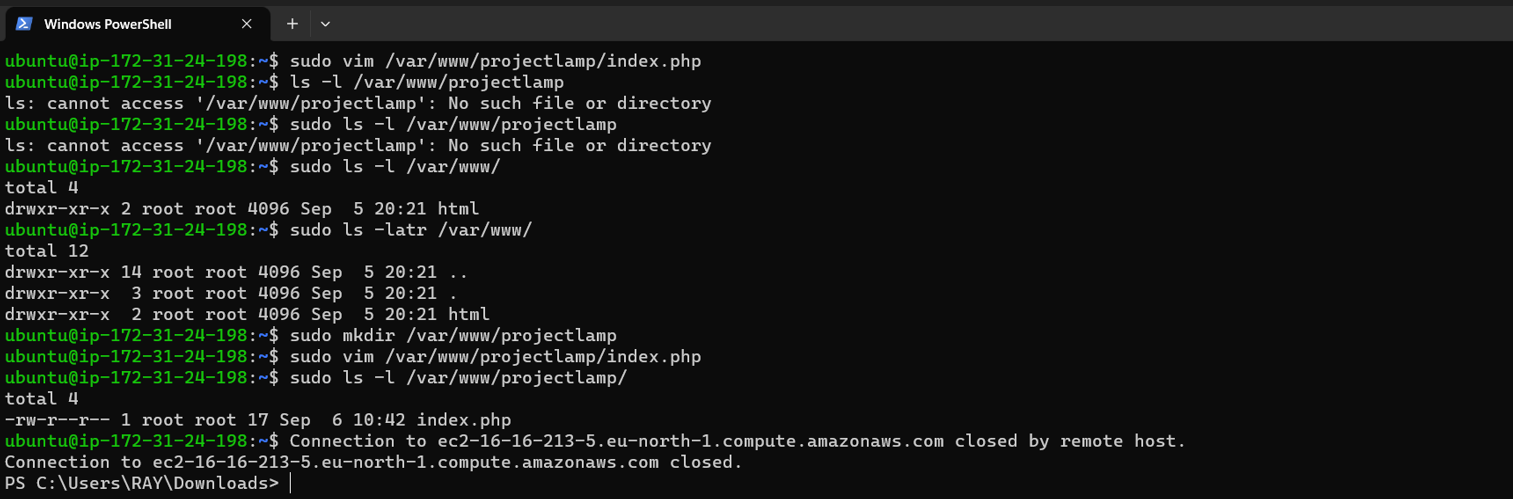 Windows PowerShell
ubuntu@ip-172-31-24-198:~$ sudo vim /var/www/projectlamp/index.php
ubuntu@ip-172-31-24-198:~$ ls -l /var/www/projectlamp
ls: cannot access '/var/www/projectlamp': No such file or directory
ubuntu@ip-172-31-24-198:~$ sudo ls -l /var/www/projectlamp
ls: cannot access '/var/www/projectlamp': No such file or directory
ubuntu@ip-172-31-24-198:~$ sudo ls -l /var/www/
total 4
drwxr-xr-x 2 root root 4096 Sep  5 20:21 html
ubuntu@ip-172-31-24-198:~$ sudo ls -latr /var/www/
total 12
drwxr-xr-x 14 root root 4096 Sep  5 20:21 ..
drwxr-xr-x  3 root root 4096 Sep  5 20:21 .
drwxr-xr-x  2 root root 4096 Sep  5 20:21 html
ubuntu@ip-172-31-24-198:~$ sudo mkdir /var/www/projectlamp
ubuntu@ip-172-31-24-198:~$ sudo vim /var/www/projectlamp/index.php
ubuntu@ip-172-31-24-198:~$ sudo ls -l /var/www/projectlamp/
total 4
-rw-r--r-- 1 root root 17 Sep  6 10:42 index.php
ubuntu@ip-172-31-24-198:~$ Connection to ec2-16-16-213-5.eu-north-1.compute.amazonaws.com closed by remote host.
Connection to ec2-16-16-213-5.eu-north-1.compute.amazonaws.com closed.
PS C:\Users\RAY\Downloads>